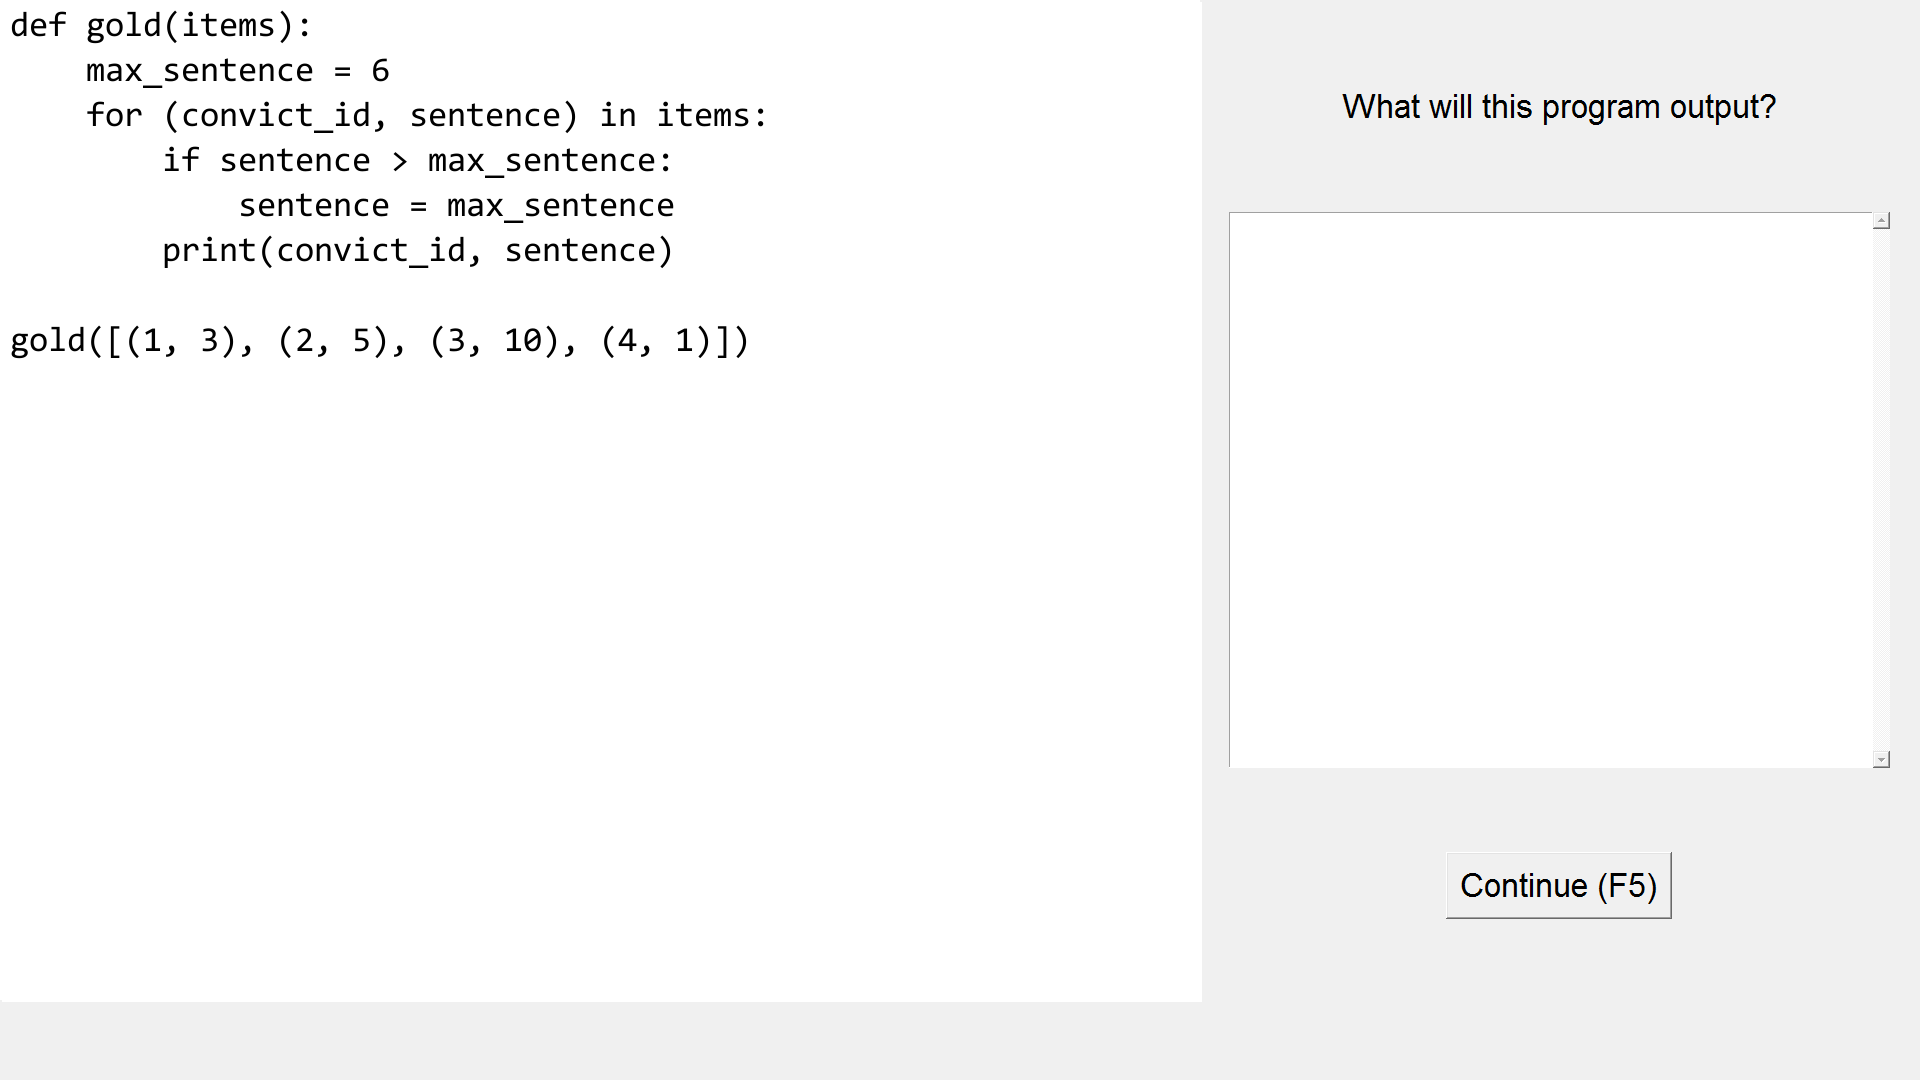 def gold(items):
    max_sentence = 6
    for (convict_id, sentence) in items:
        if sentence > max_sentence:
            sentence = max_sentence
        print(convict_id, sentence)

gold([(1, 3), (2, 5), (3, 10), (4, 1)])
What will this program output?
Continue (F5)